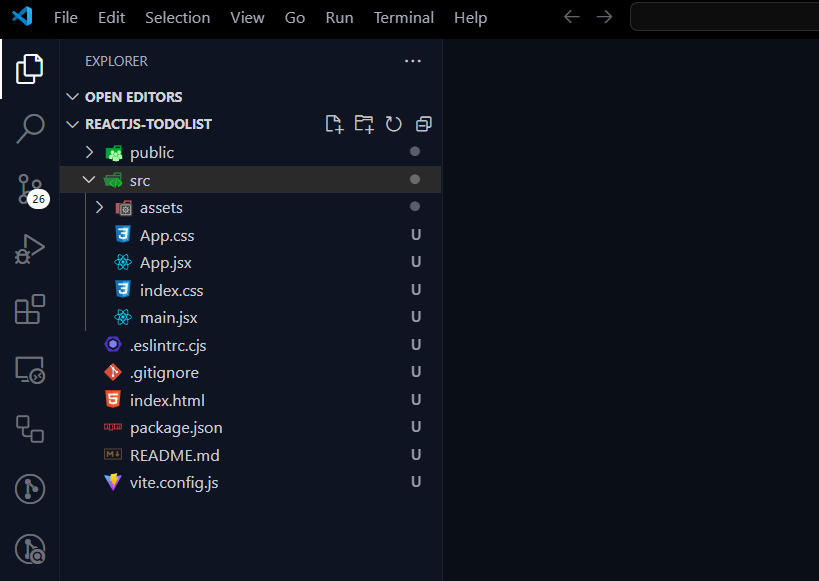 File Edit Selection View Go Run Terminal Help
EXPLORER
OPEN EDITORS
REACTJS-TODOLIST
public
src
assets
App.css U
App.jsx U
index.css U
main.jsx U
.eslintrc.cjs U
.gitignore U
index.html U
package.json U
README.md U
vite.config.js U
26